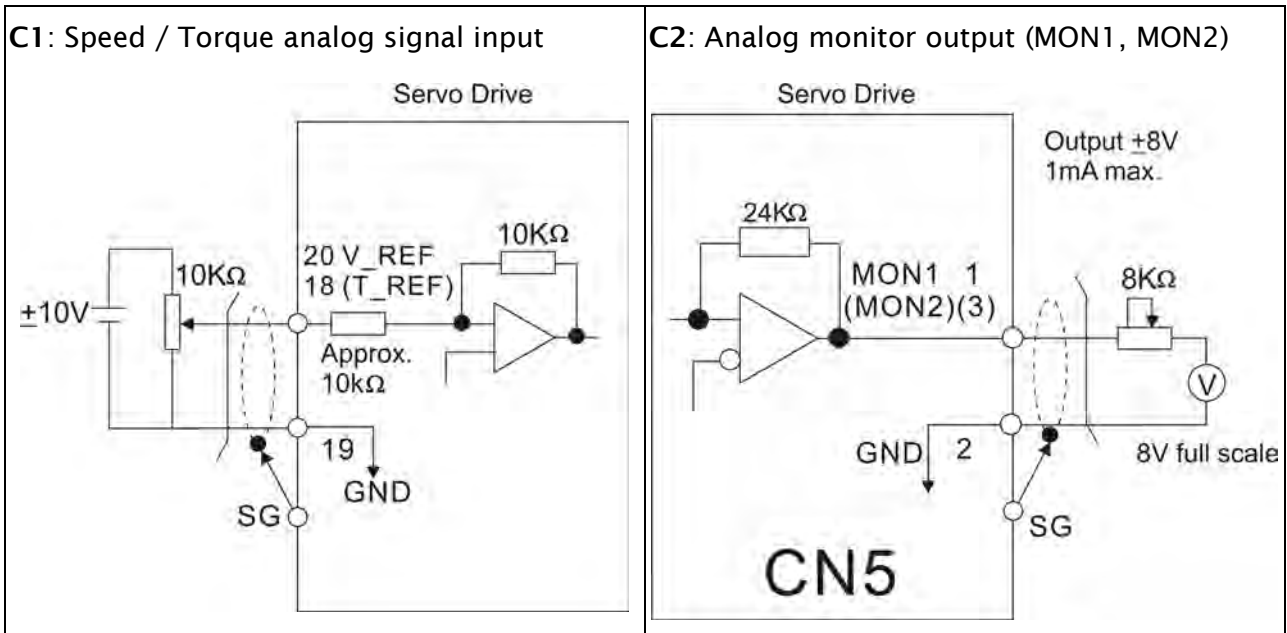 C1: Speed / Torque analog signal input
Servo Drive
±10V
10KΩ
20 V_REF
18 (T_REF)
10KΩ
Approx.
10kΩ
19
GND
SG
C2: Analog monitor output (MON1, MON2)
Servo Drive
Output ±8V
1mA max.
24KΩ
MON1 1
(MON2)(3)
8KΩ
V
GND 2
8V full scale
SG
CN5